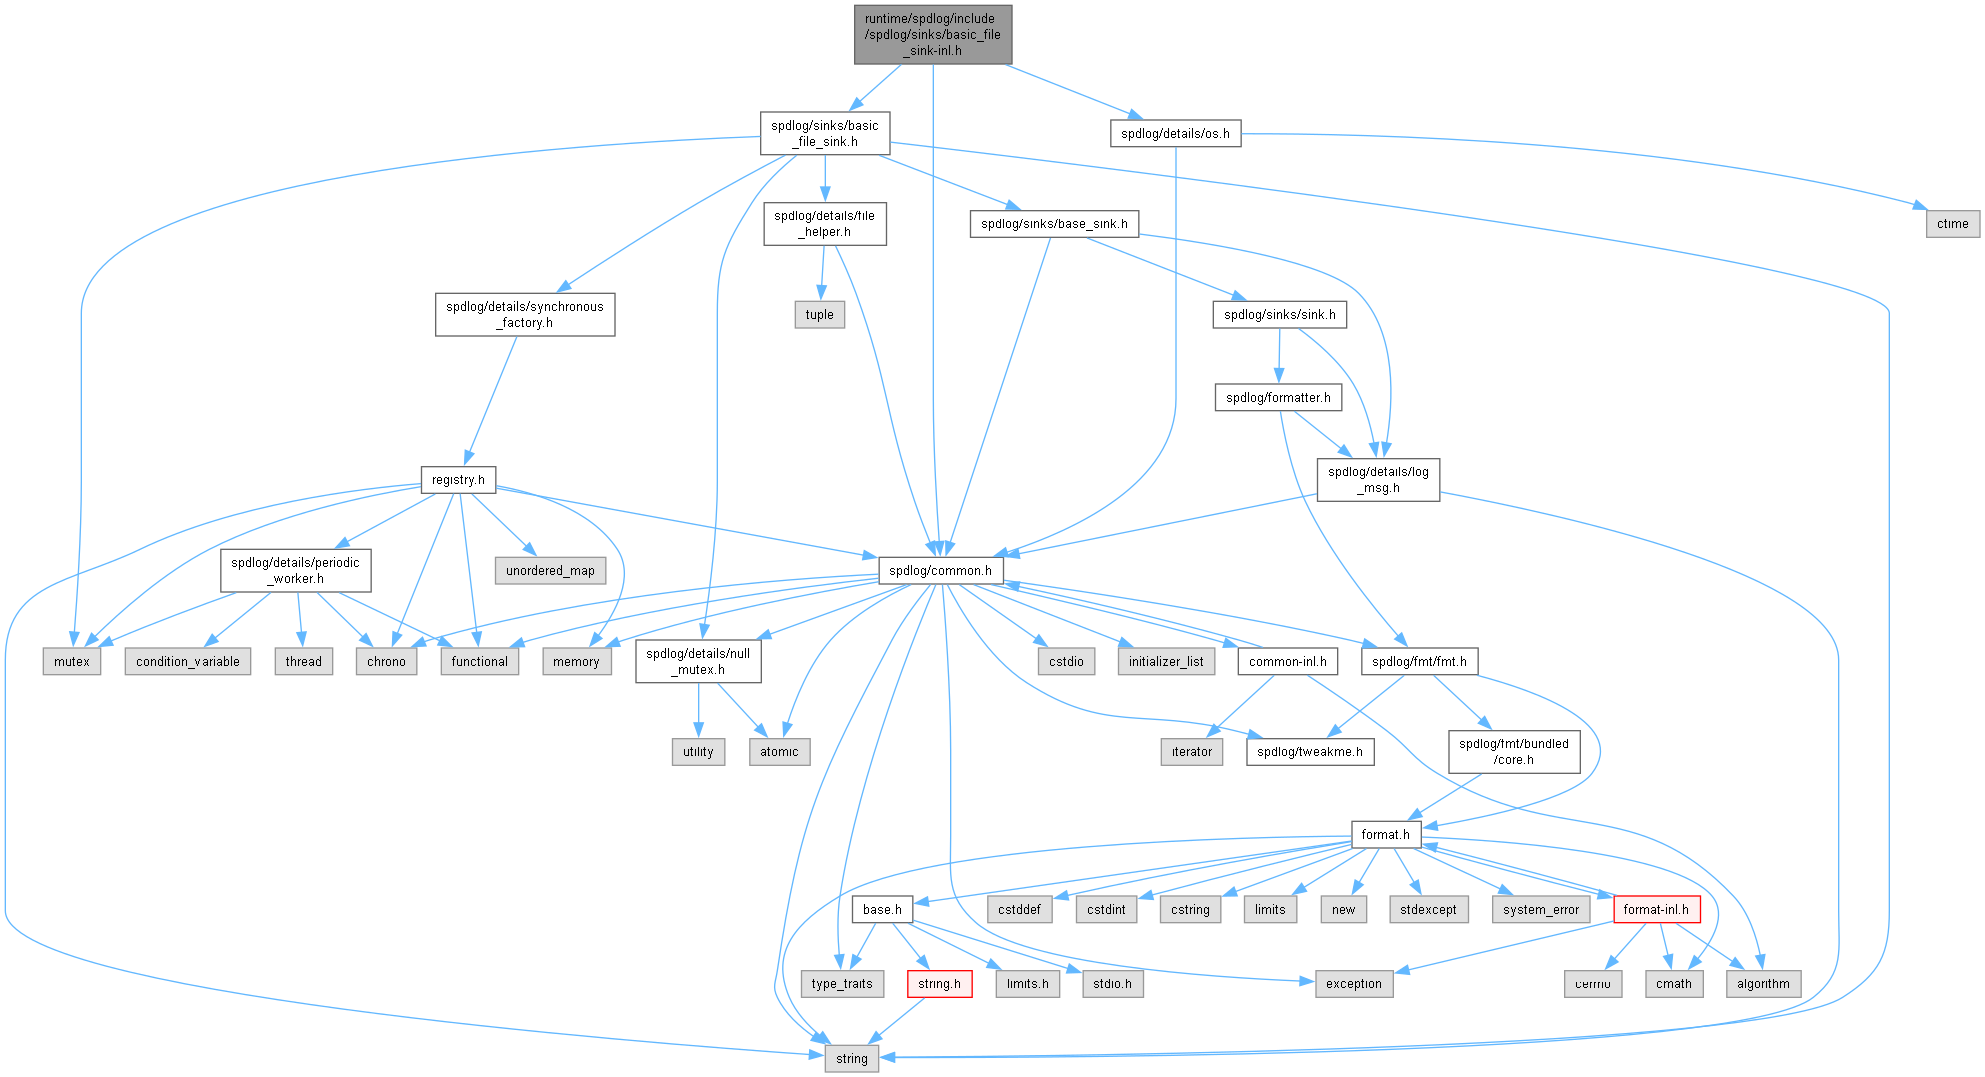 runtime/spdlog/include
/spdlog/sinks/basic_file
_sink-inl.h
spdlog/sinks/basic
_file_sink.h
spdlog/details/os.h
spdlog/details/file
_helper.h
spdlog/sinks/base_sink.h
ctime
spdlog/details/synchronous
_factory.h
tuple
spdlog/sinks/sink.h
spdlog/formatter.h
registry.h
spdlog/details/log
_msg.h
spdlog/details/periodic
_worker.h
unordered_map
spdlog/common.h
mutex
condition_variable
thread
chrono
functional
memory
spdlog/details/null
_mutex.h
cstdio
initializer_list
common-inl.h
spdlog/fmt/fmt.h
utility
atomic
iterator
spdlog/tweakme.h
spdlog/fmt/bundled
/core.h
format.h
base.h
cstddef
cstdint
cstring
limits
new
stdexcept
system_error
format-inl.h
type_traits
string.h
limits.h
stdio.h
exception
cerrno
cmath
algorithm
string